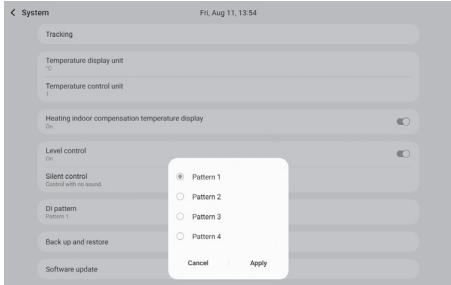 System
Fri, Aug 11, 13:54
Tracking
Temperature display unit
°C
Temperature control unit
1
Heating indoor compensation temperature display
On
Level control
On
Silent control
Control with no sound
DI pattern
Pattern 1
Back up and restore
Software update
Pattern 1
Pattern 2
Pattern 3
Pattern 4
Cancel
Apply